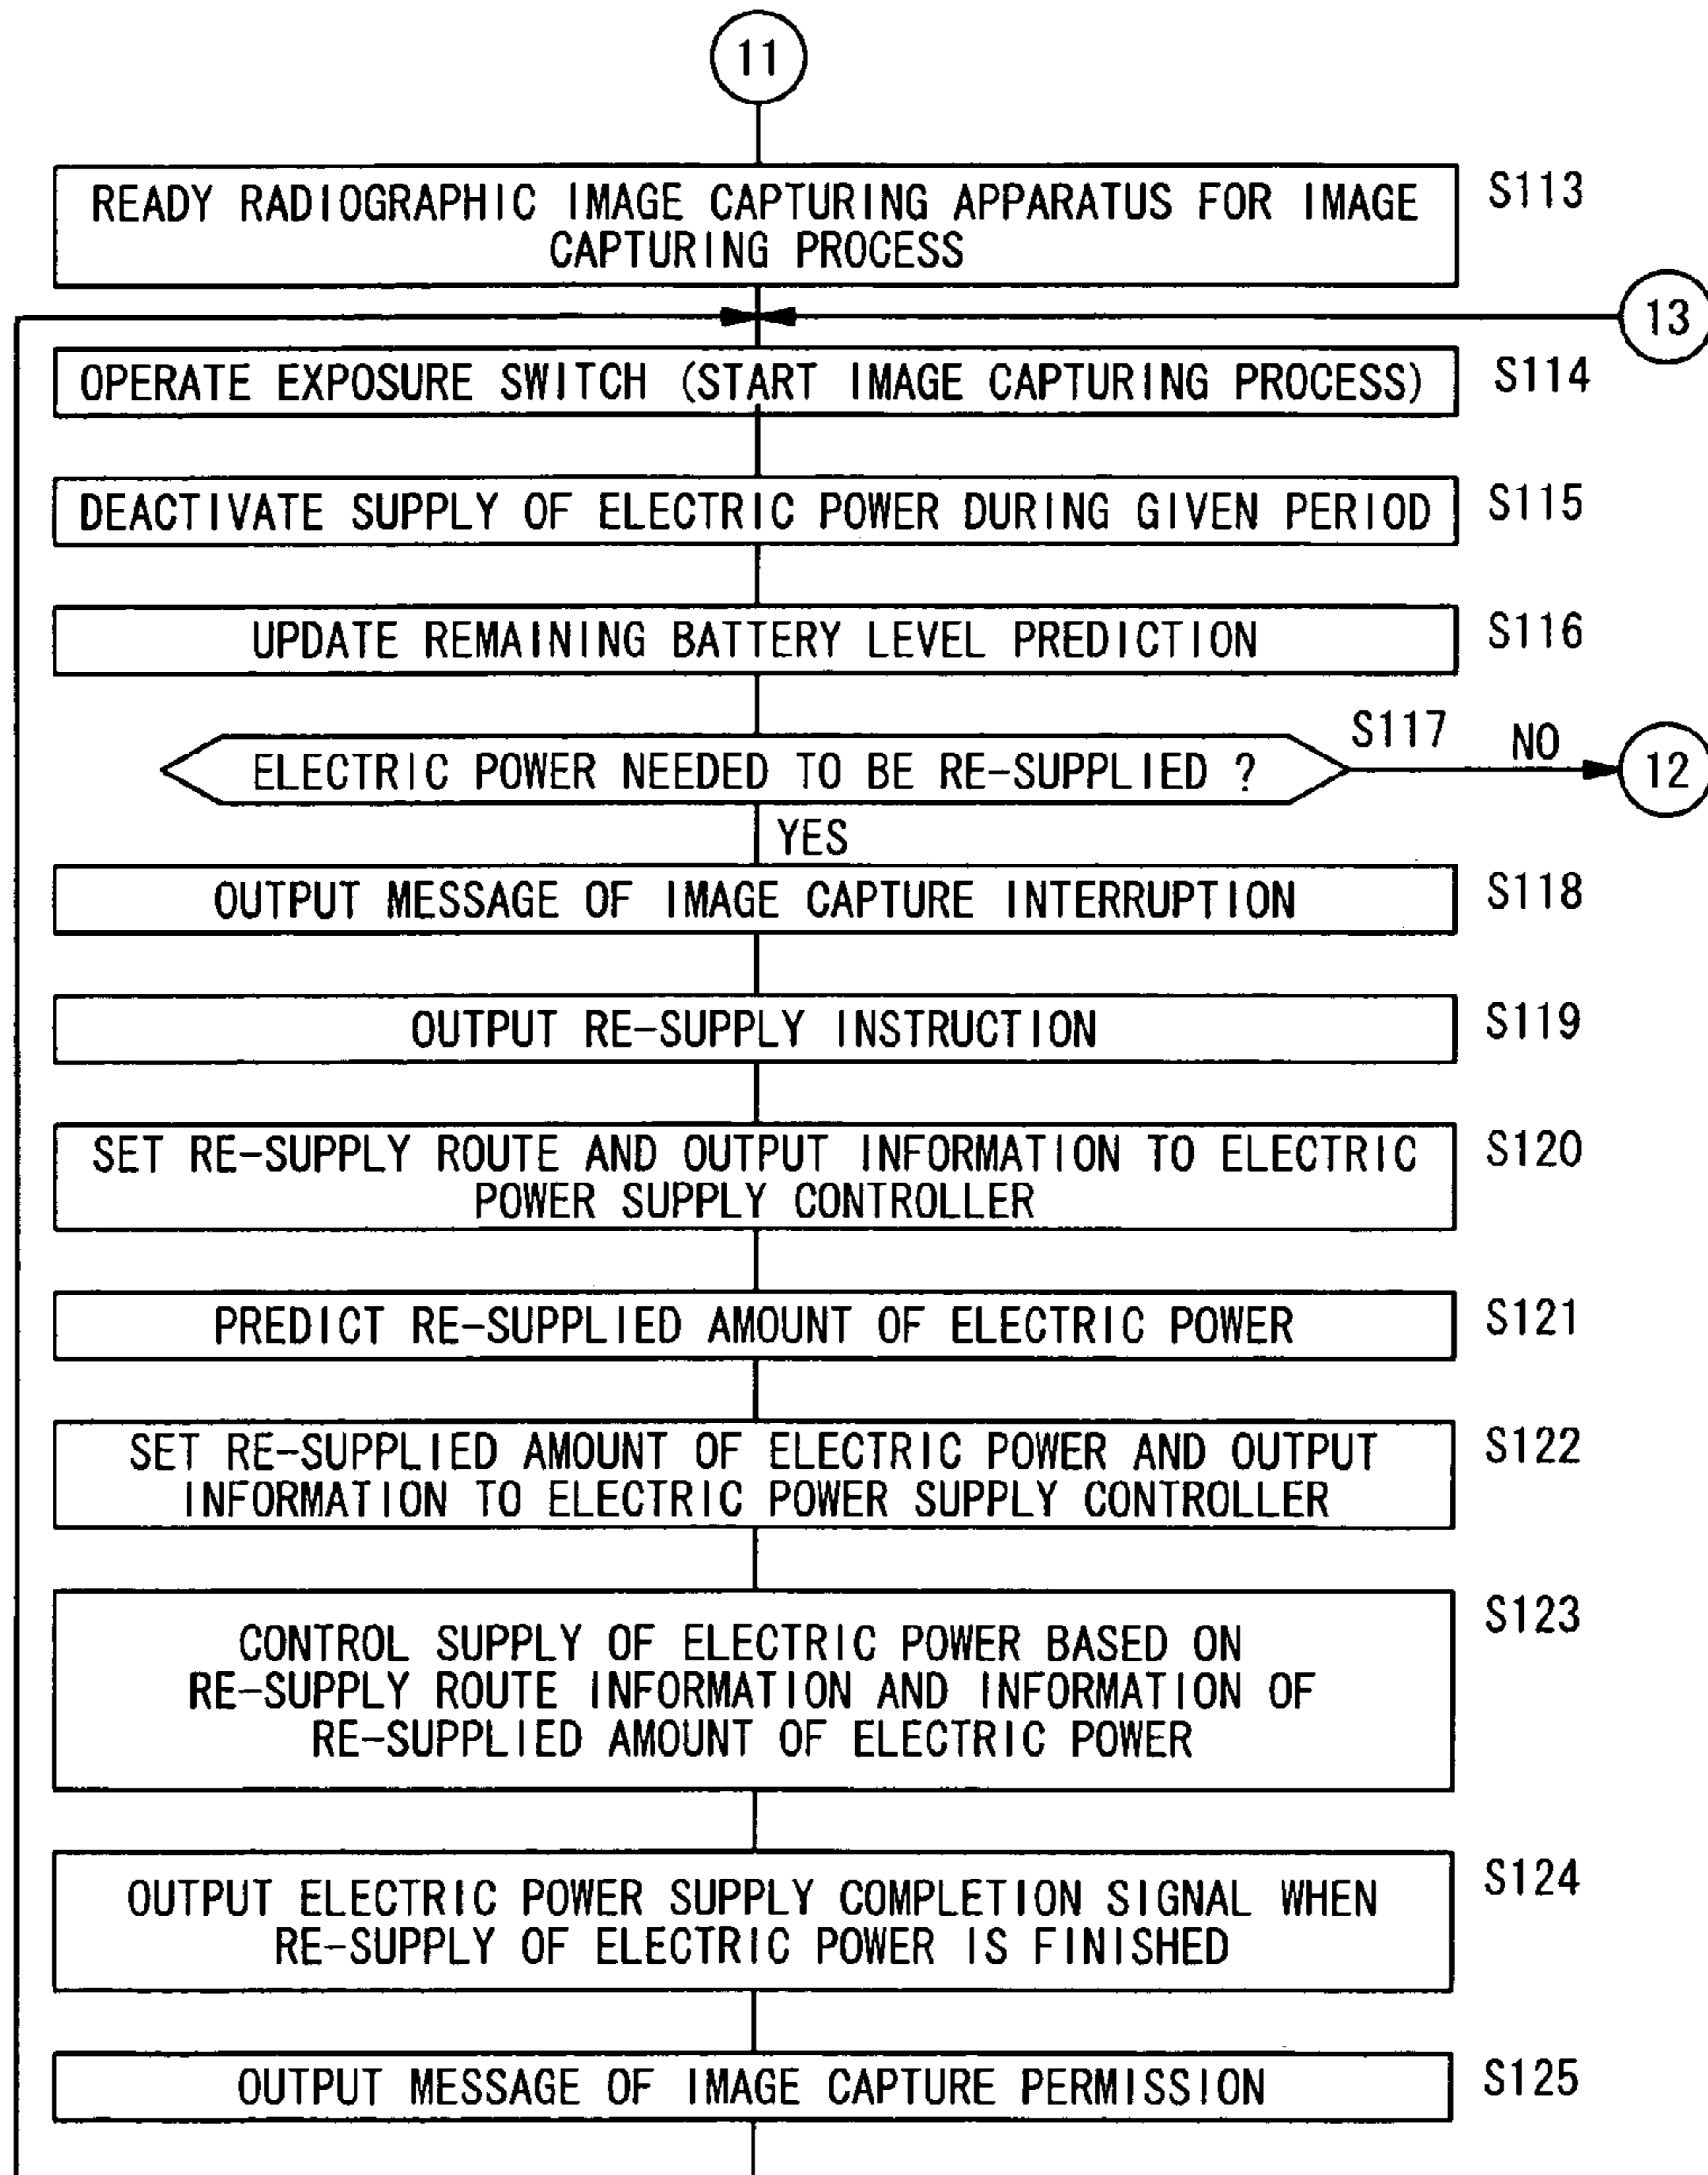 11
READY RADIOGRAPHIC IMAGE CAPTURING APPARATUS FOR IMAGE
CAPTURING PROCESS
S113
13
OPERATE EXPOSURE SWITCH (START IMAGE CAPTURING PROCESS)
S114
DEACTIVATE SUPPLY OF ELECTRIC POWER DURING GIVEN PERIOD
S115
UPDATE REMAINING BATTERY LEVEL PREDICTION
S116
ELECTRIC POWER NEEDED TO BE RE-SUPPLIED ?
S117
NO
12
YES
OUTPUT MESSAGE OF IMAGE CAPTURE INTERRUPTION
S118
OUTPUT RE-SUPPLY INSTRUCTION
S119
SET RE-SUPPLY ROUTE AND OUTPUT INFORMATION TO ELECTRIC
POWER SUPPLY CONTROLLER
S120
PREDICT RE-SUPPLIED AMOUNT OF ELECTRIC POWER
S121
SET RE-SUPPLIED AMOUNT OF ELECTRIC POWER AND OUTPUT
INFORMATION TO ELECTRIC POWER SUPPLY CONTROLLER
S122
CONTROL SUPPLY OF ELECTRIC POWER BASED ON
RE-SUPPLY ROUTE INFORMATION AND INFORMATION OF
RE-SUPPLIED AMOUNT OF ELECTRIC POWER
S123
OUTPUT ELECTRIC POWER SUPPLY COMPLETION SIGNAL WHEN
RE-SUPPLY OF ELECTRIC POWER IS FINISHED
S124
OUTPUT MESSAGE OF IMAGE CAPTURE PERMISSION
S125